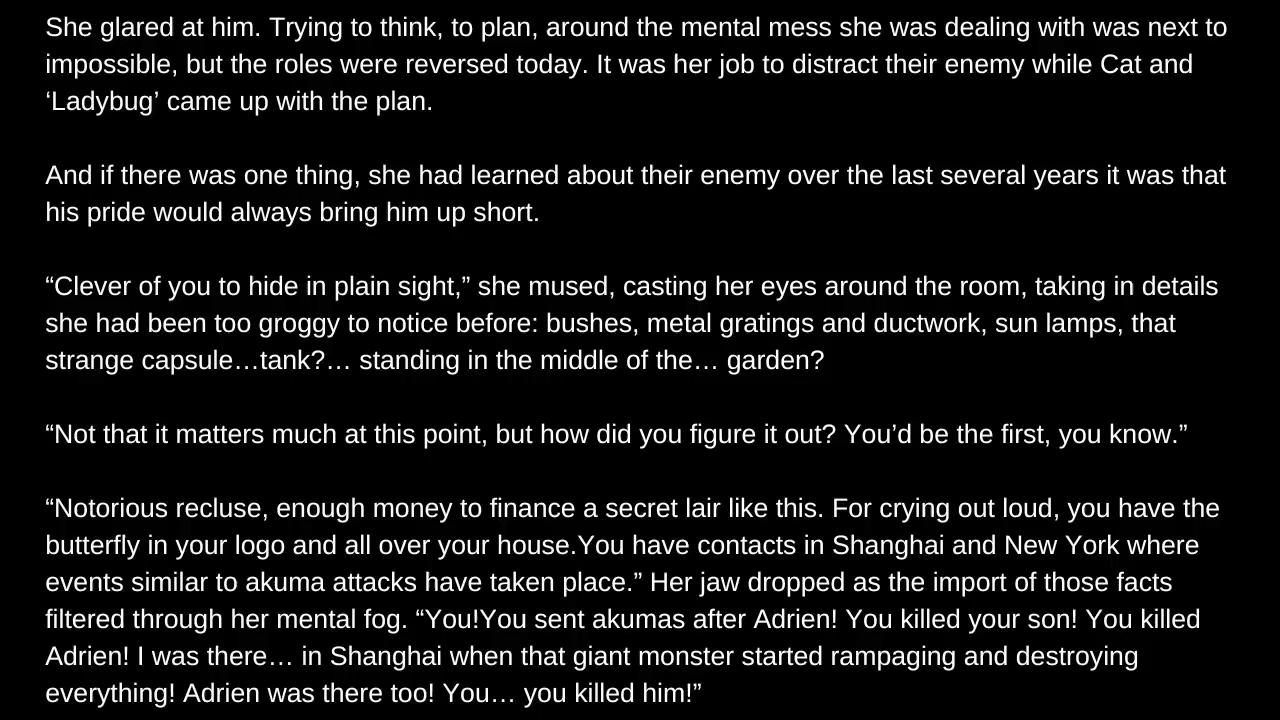 She glared at him. Trying to think, to plan, around the mental mess she was dealing with was next to
impossible, but the roles were reversed today. It was her job to distract their enemy while Cat and
‘Ladybug’ came up with the plan.
And if there was one thing, she had learned about their enemy over the last several years it was that
his pride would always bring him up short.
“Clever of you to hide in plain sight,” she mused, casting her eyes around the room, taking in details
she had been too groggy to notice before: bushes, metal gratings and ductwork, sun lamps, that
strange capsule…tank?… standing in the middle of the… garden?
“Not that it matters much at this point, but how did you figure it out? You’d be the first, you know.”
“Notorious recluse, enough money to finance a secret lair like this. For crying out loud, you have the
butterfly in your logo and all over your house.You have contacts in Shanghai and New York where
events similar to akuma attacks have taken place.” Her jaw dropped as the import of those facts
filtered through her mental fog. “You!You sent akumas after Adrien! You killed your son! You killed
Adrien! I was there… in Shanghai when that giant monster started rampaging and destroying
everything! Adrien was there too! You… you killed him!”